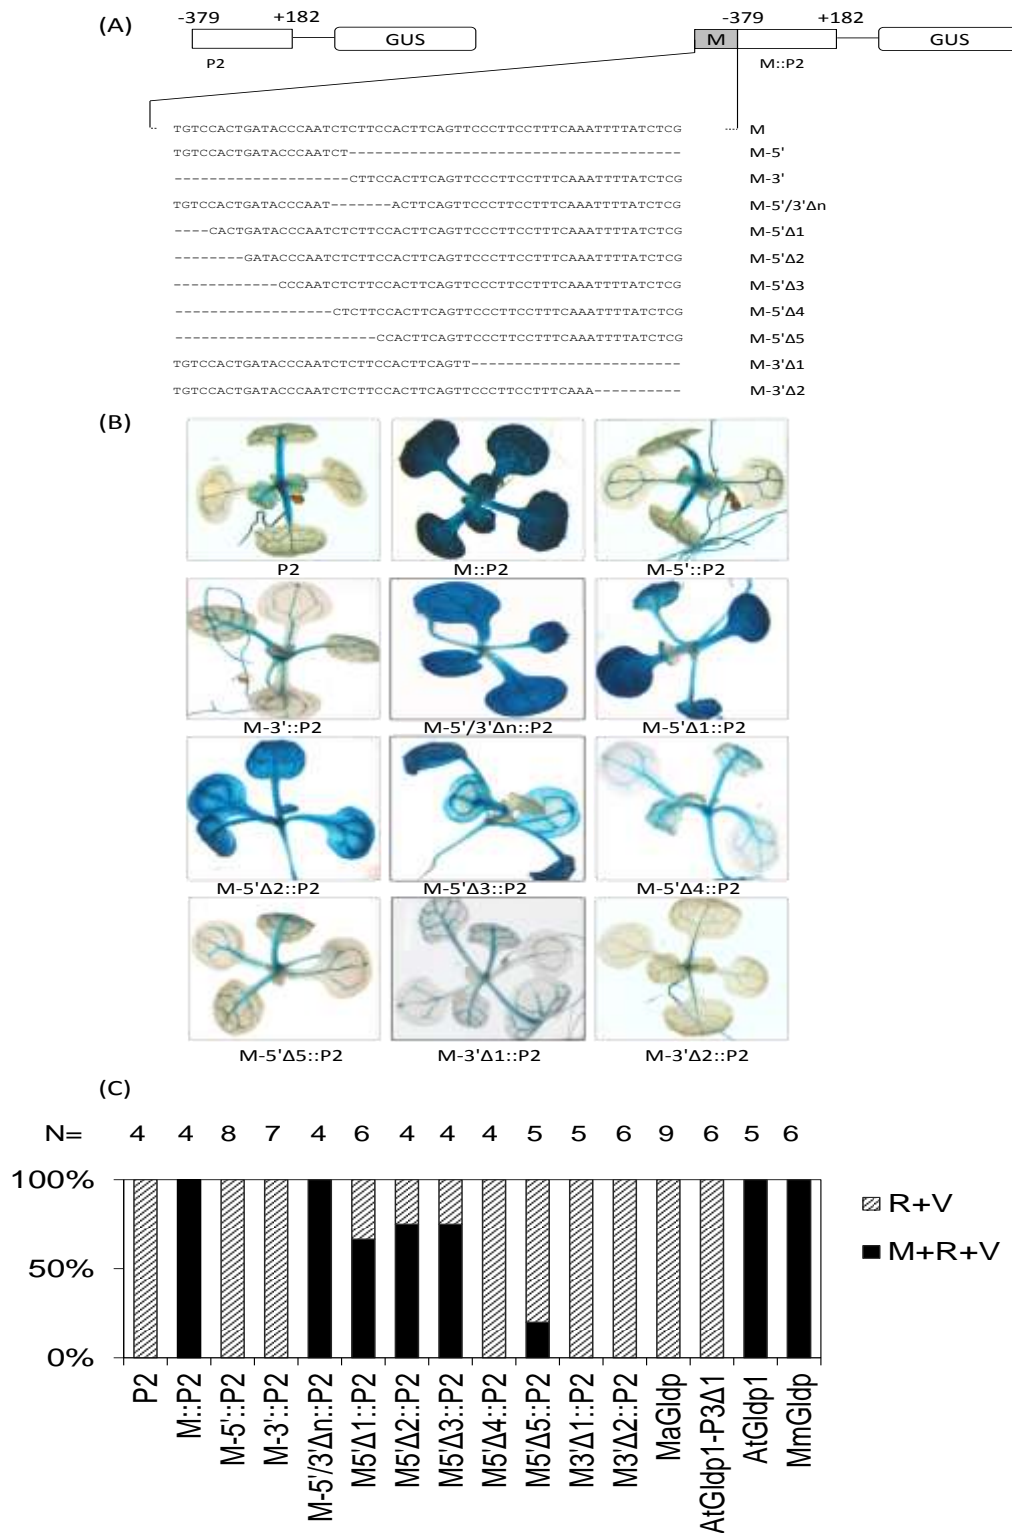 (A)
-379 +182 -379 +182
GUS M GUS
P2 M::P2
TGTCCACTGATACCCAATCTCTTCCACTTCAGTTCCCTTCCTTTCAAATTTTATCTCG M
TGTCCACTGATACCCAATCT-------------------------------------- M-5'
--------------------CTTCCACTTCAGTTCCCTTCCTTTCAAATTTTATCTCG M-3'
TGTCCACTGATACCCAAT-------ACTTCAGTTCCCTTCCTTTCAAATTTTATCTCG M-5'/3'Δn
----CACTGATACCCAATCTCTTCCACTTCAGTTCCCTTCCTTTCAAATTTTATCTCG M-5'Δ1
--------GATACCCAATCTCTTCCACTTCAGTTCCCTTCCTTTCAAATTTTATCTCG M-5'Δ2
------------CCCAATCTCTTCCACTTCAGTTCCCTTCCTTTCAAATTTTATCTCG M-5'Δ3
------------------CTCTTCCACTTCAGTTCCCTTCCTTTCAAATTTTATCTCG M-5'Δ4
-----------------------CCACTTCAGTTCCCTTCCTTTCAAATTTTATCTCG M-5'Δ5
TGTCCACTGATACCCAATCTCTTCCACTTCAGTT------------------------ M-3'Δ1
TGTCCACTGATACCCAATCTCTTCCACTTCAGTTCCCTTCCTTTCAAA---------- M-3'Δ2
(B)
P2 M::P2 M-5'::P2
M-3'::P2 M-5'/3'Δn::P2 M-5'Δ1::P2
M-5'Δ2::P2 M-5'Δ3::P2 M-5'Δ4::P2
M-5'Δ5::P2 M-3'Δ1::P2 M-3'Δ2::P2
(C)
N= 4 4 8 7 4 6 4 4 4 5 5 6 9 6 5 6
100%
50%
0%
R+V
M+R+V
P2
M::P2
M-5'::P2
M-3'::P2
M-5'/3'Δn::P2
M5'Δ1::P2
M5'Δ2::P2
M5'Δ3::P2
M5'Δ4::P2
M5'Δ5::P2
M3'Δ1::P2
M3'Δ2::P2
MaGldp
AtGldp1-P3Δ1
AtGldp1
MmGldp